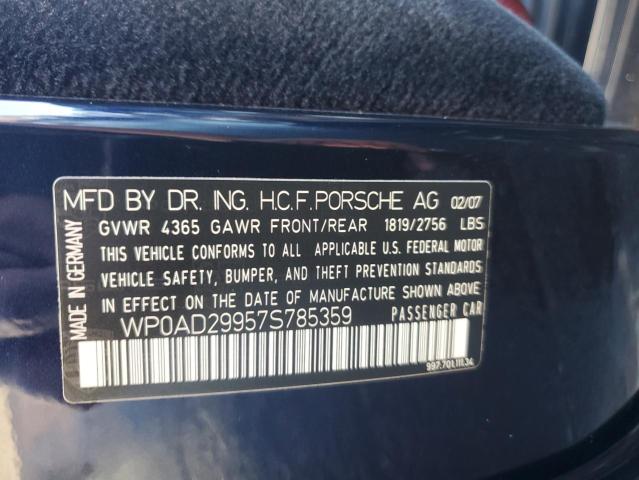 MFD BY DR. ING. H.C.F.PORSCHE AG 02/07
GVWR 4365 GAWR FRONT/REAR 1819/2756 LBS
THIS VEHICLE CONFORMS TO ALL APPLICABLE U.S. FEDERAL MOTOR
VEHICLE SAFETY, BUMPER, AND THEFT PREVENTION STANDARDS
IN EFFECT ON THE DATE OF MANUFACTURE SHOWN ABOVE.
WP0AD29957S785359 PASSENGER CAR
997.701.111.34
MADE IN GERMANY